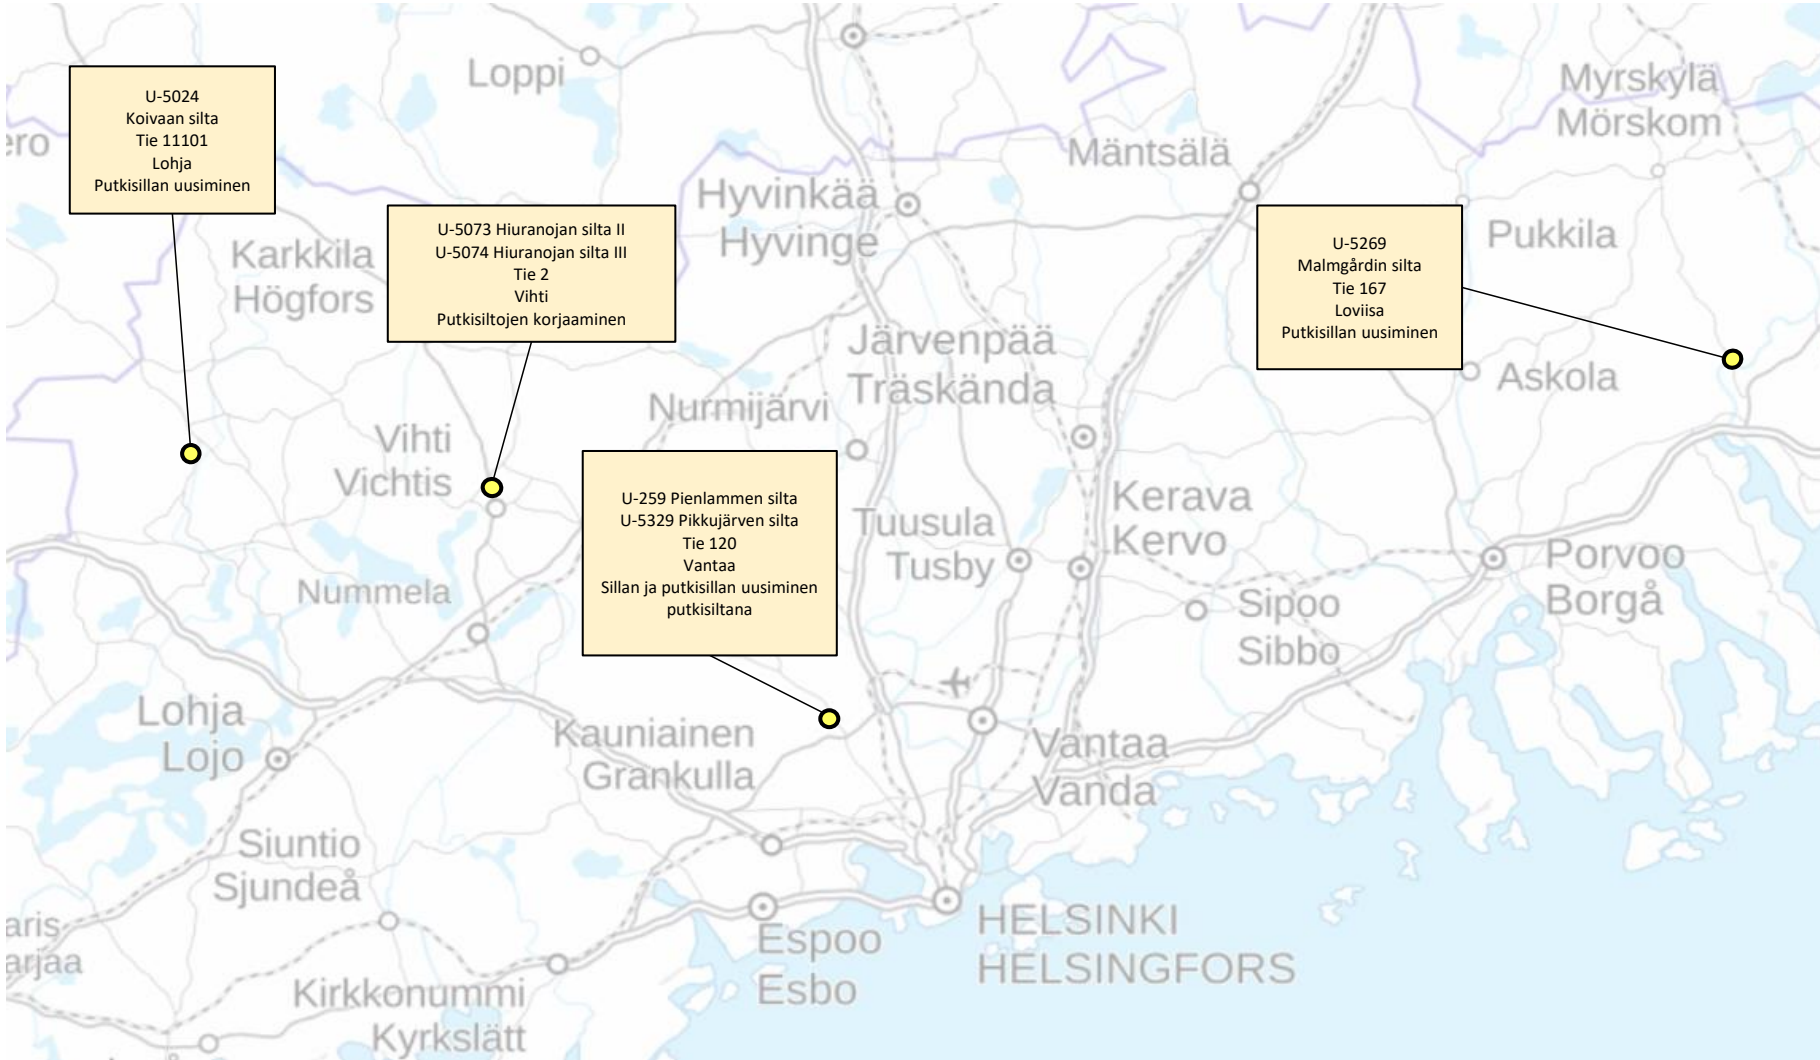 Loppi
Myrskylä
Mörskom
U-5024
Koivaan silta
Tie 11101
Lohja
Putkisillan uusiminen
ero
Mäntsälä
Hyvinkää
Hyvinge
Karkkila
Högfors
U-5073 Hiuranojan silta II
U-5074 Hiuranojan silta III
Tie 2
Vihti
Putkisiltojen korjaaminen
U-5269
Malmgårdin silta
Tie 167
Loviisa
Putkisillan uusiminen
Pukkila
Järvenpää
Träskända
Askola
Nurmijärvi
Vihti
Vichtis
U-259 Pienlammen silta
U-5329 Pikkujärven silta
Tie 120
Vantaa
Sillan ja putkisillan uusiminen
putkisiltana
Tuusula
Tusby
Kerava
Kervo
Porvoo
Borgå
Nummela
Sipoo
Sibbo
Lohja
Lojo
Kauniainen
Grankulla
Vantaa
Vanda
Siuntio
Sjundeå
aris
arjaa
Espoo
Esbo
HELSINKI
HELSINGFORS
Kirkkonummi
Kyrkslätt